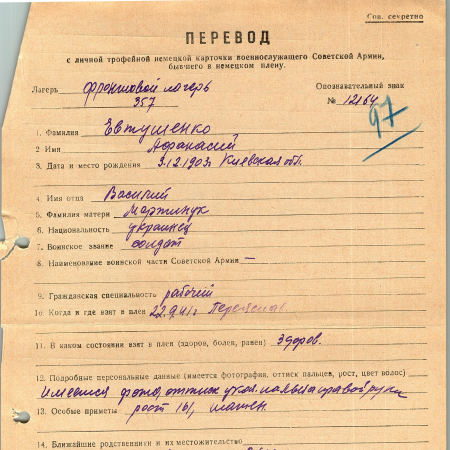 Сов. секретно
ПЕРЕВОД
с личной трофейной немецкой карточки военнослужащего Советской Армии,
бывшего в немецком плену.
Лагерь фронтовой лагерь Опознавательный знак
357 № 12164
97
1. Фамилия Евтушенко
2 Имя Афанасий
3. Дата и место рождения 3.12.1903г. Киевская обл.
4. Имя отца Василий
5. Фамилия матери Мартинук
6. Национальность украинец
7. Воинское звание солдат
8. Наименование воинской части Советской Армии —
9. Гражданская специальность рабочий
10. Когда и где взят в плен 22.9.41г.
11. В каком состоянии взят в плен (здоров, болен, ранен) здоров.
12. Подробные персональные данные (имеется фотография, оттиск пальцев, рост, цвет волос)
Имеется фото, оттиск указ. пальца правой руки
13. Особые приметы рост 161,
14. Ближайшие родственники и их местожительство